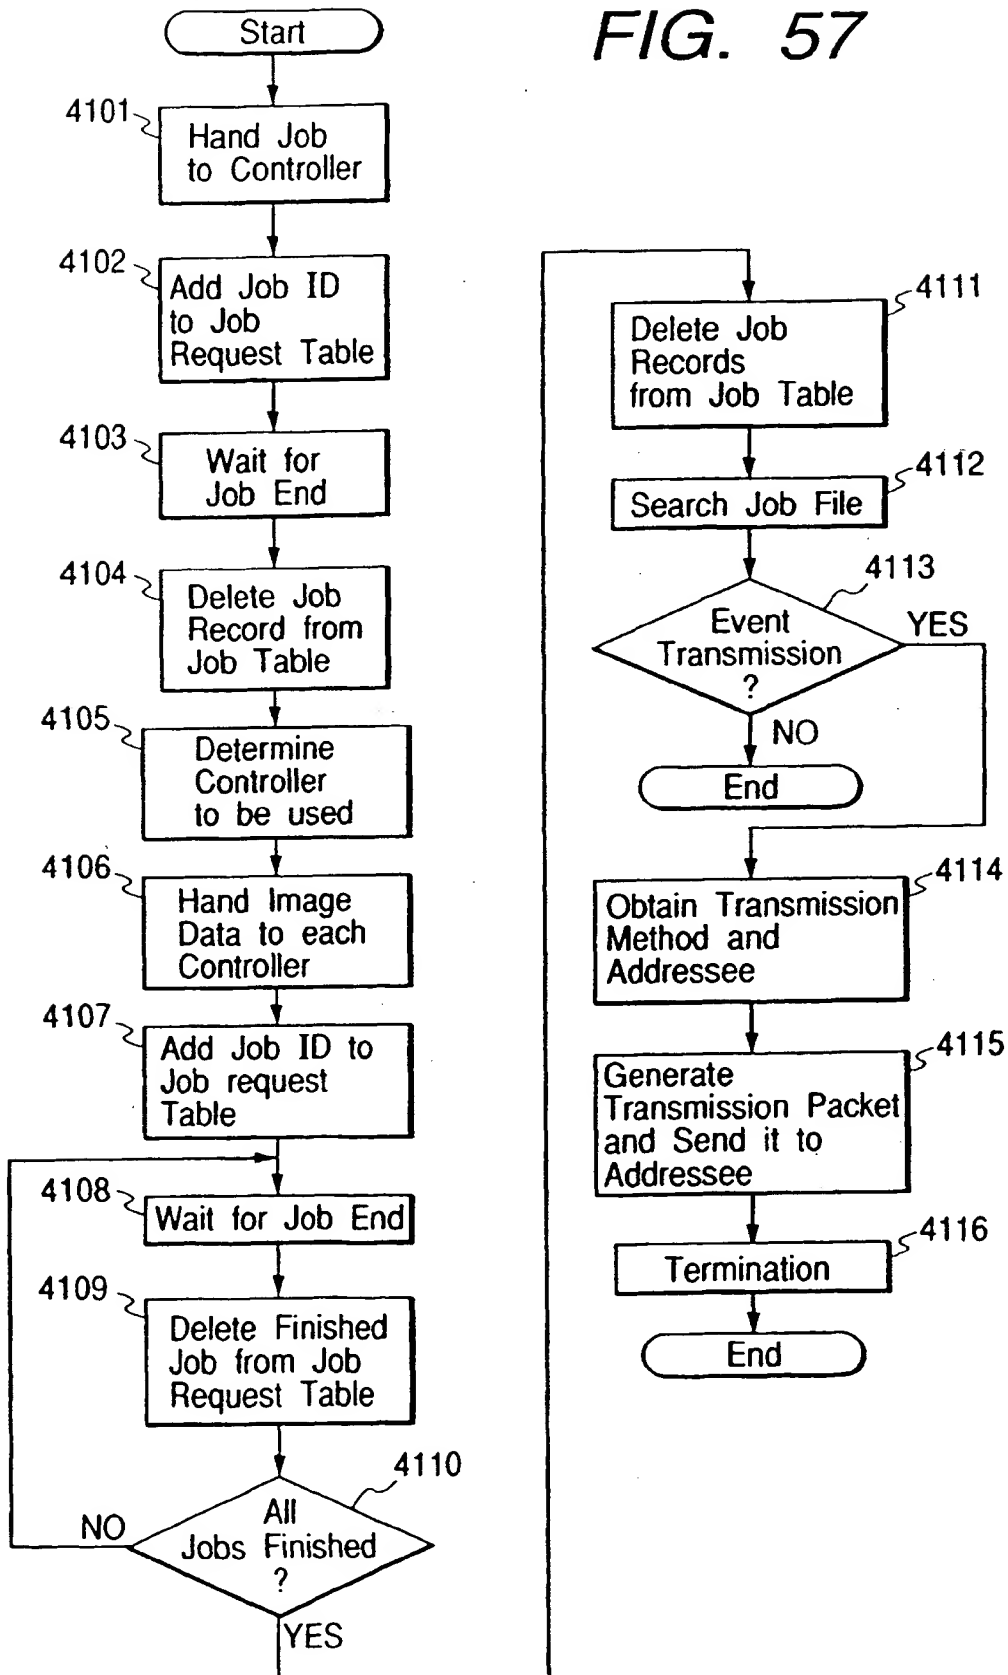 FIG. 57
Start
4101
Hand Job
to Controller
4102
Add Job ID
to Job
Request Table
4103
Wait for
Job End
4104
Delete Job
Record from
Job Table
4105
Determine
Controller
to be used
4106
Hand Image
Data to each
Controller
4107
Add Job ID to
Job request
Table
4108
Wait for Job End
4109
Delete Finished
Job from Job
Request Table
4110
All
Jobs Finished
?
NO
YES
4111
Delete Job
Records
from Job Table
4112
Search Job File
4113
Event
Transmission
?
YES
NO
End
4114
Obtain Transmission
Method and
Addressee
4115
Generate
Transmission Packet
and Send it to
Addressee
4116
Termination
End